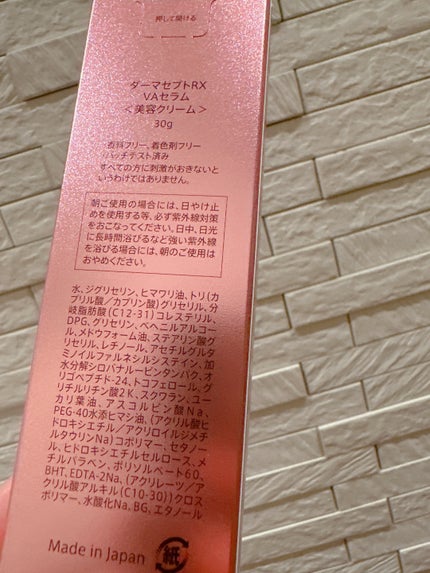 押して開ける
ダーマセプトRX
VAセラム
＜美容クリーム＞
30g
香料フリー、着色剤フリー
パッチテスト済み
すべての方に刺激がおきないと
いうわけではありません。
朝ご使用の場合には、日やけ止
めを使用する等、必ず紫外線対策
をおこなってください。日中、日光
に長時間浴びるなど強い紫外線
を浴びる場合には、朝のご使用は
おやめください。
水、ジグリセリン、ヒマワリ油、トリ(カ
プリル酸／カプリン酸)グリセリル、分
岐脂肪酸(C12-31)コレステリル、
DPG、グリセリン、ベヘニルアルコー
ル、メドウフォーム油、ステアリン酸グ
リセリル、レチノール、アセチルグルタ
ミノイルファルネシルシステイン、加
水分解シロバナルーピンタンパク、オ
リゴペプチド-24、トコフェロール、グ
リチルリチン酸2K、スクワラン、ユー
カリ葉油、アスコルビン酸Na、
PEG-40水添ヒマシ油、(アクリル酸ヒ
ドロキシエチル／アクリロイルジメチ
ルタウリンNa)コポリマー、セタノー
ル、ヒドロキシエチルセルロース、メ
チルパラベン、ポリソルベート60、
BHT、EDTA-2Na、(アクリレーツ／ア
クリル酸アルキル(C10-30))クロス
ポリマー、水酸化Na、BG、エタノール
Made in Japan
紙